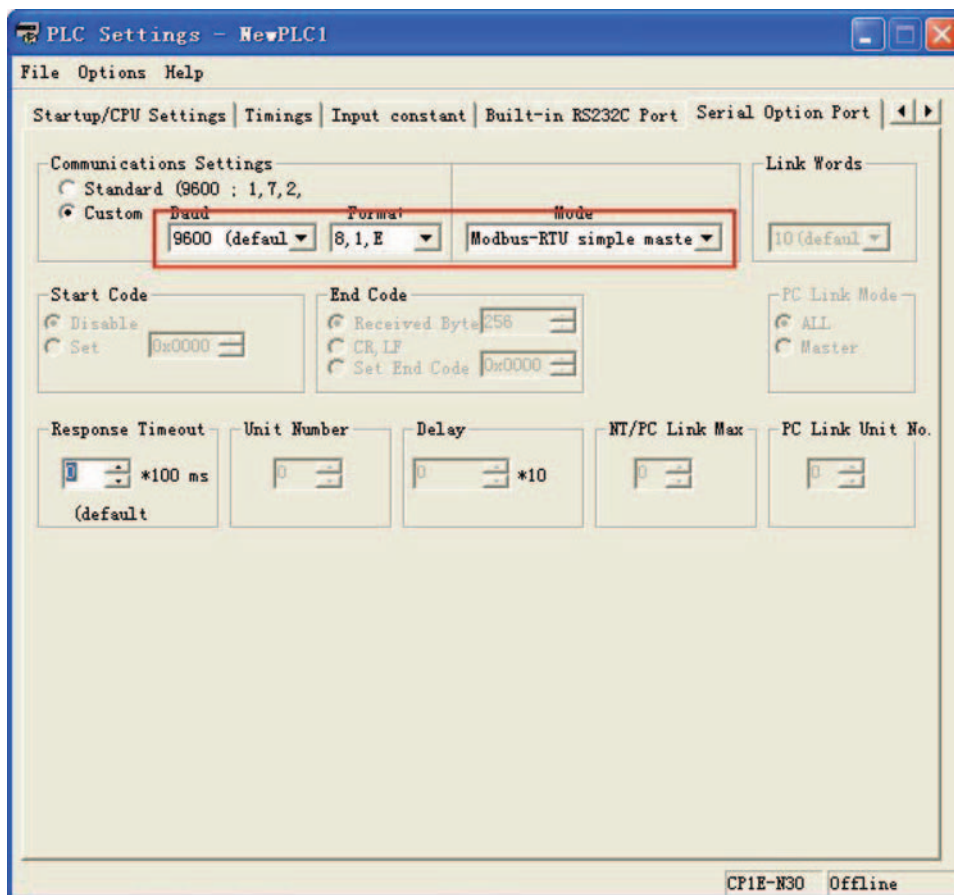 PLC Settings - NewPLC1
File Options Help
Startup/CPU Settings Timings Input constant Built-in RS232C Port Serial Option Port
Communications Settings Link Words
Standard (9600 ; 1,7,2,
Custom Baud Format Mode
9600 (defaul 8,1,E Modbus-RTU simple maste 10 (defaul
Start Code End Code PC Link Mode
Disable Received Byte 256 ALL
Set 0x0000 CR,LF Master
Set End Code 0x0000
Response Timeout Unit Number Delay NT/PC Link Max PC Link Unit No.
0 *100 ms 0 0 *10 0 0
(default
CP1E-N30 Offline